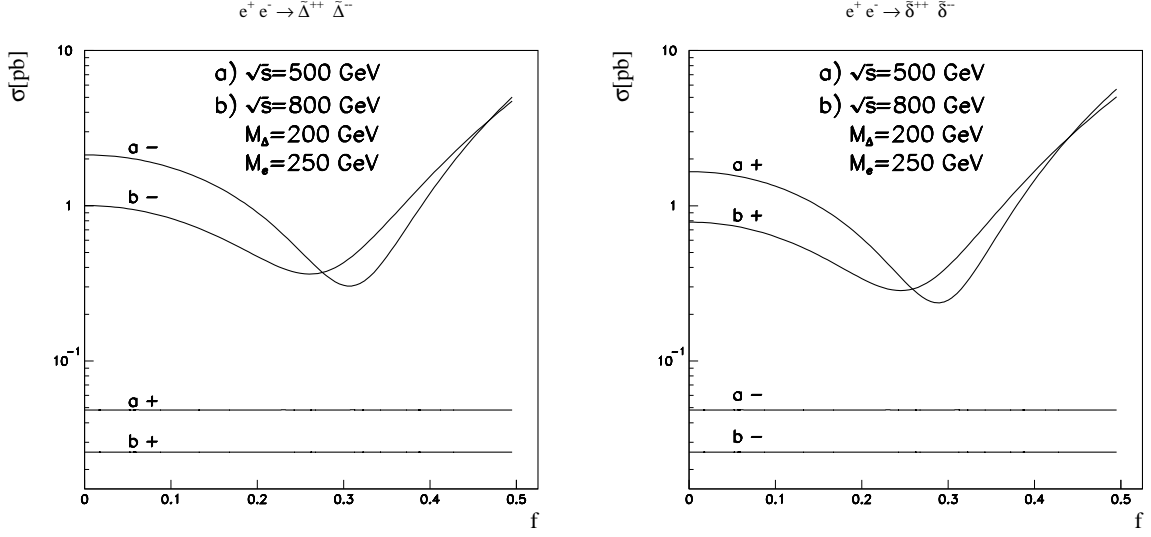 e⁺ e⁻ → Δ̃⁺⁺ Δ̃⁻⁻
σ[pb]
10
1
10⁻¹
a) √s=500 GeV
b) √s=800 GeV
M_Δ=200 GeV
M_e=250 GeV
a −
b −
a +
b +
0 0.1 0.2 0.3 0.4 0.5
f
e⁺ e⁻ → δ̃⁺⁺ δ̃⁻⁻
σ[pb]
10
1
10⁻¹
a) √s=500 GeV
b) √s=800 GeV
M_Δ=200 GeV
M_e=250 GeV
a +
b +
a −
b −
0 0.1 0.2 0.3 0.4 0.5
f